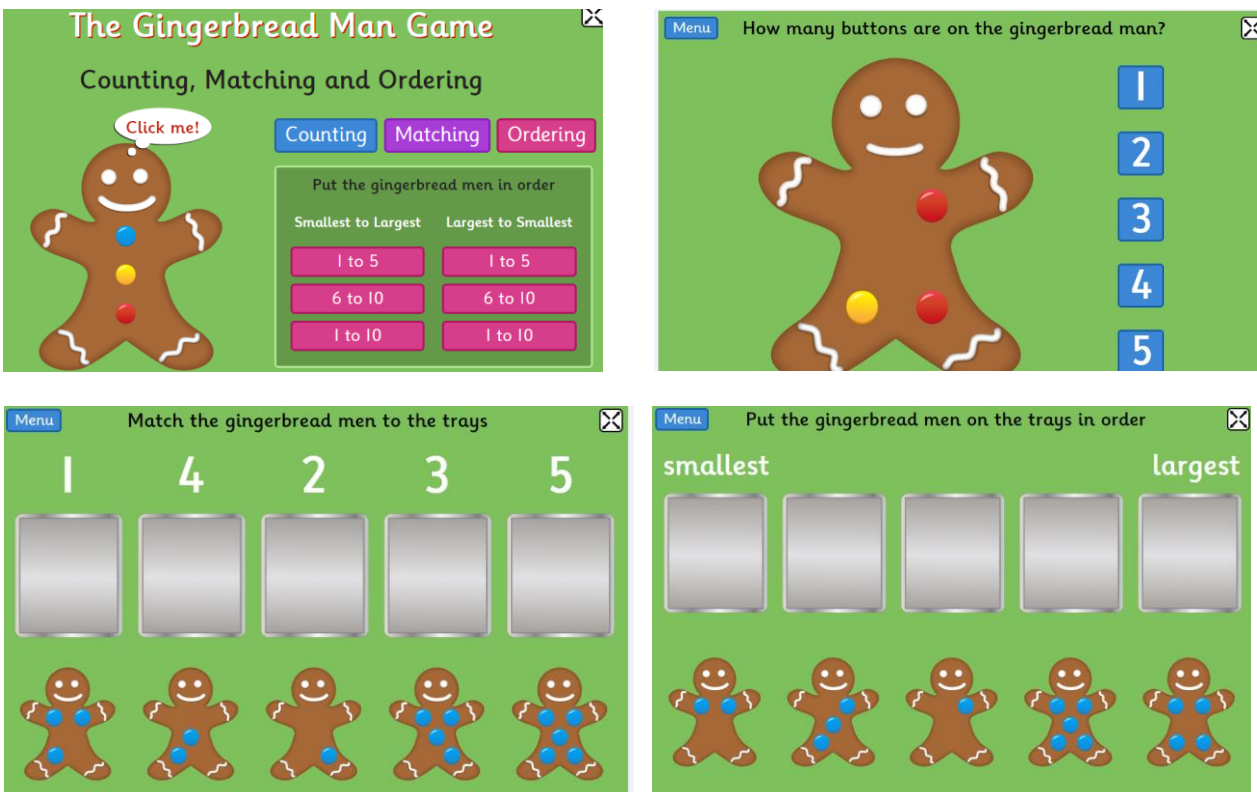 The Gingerbread Man Game
Counting, Matching and Ordering
Click me!
Counting Matching Ordering
Put the gingerbread men in order
Smallest to Largest Largest to Smallest
1 to 5 1 to 5
6 to 10 6 to 10
1 to 10 1 to 10
Menu How many buttons are on the gingerbread man?
1
2
3
4
5
Menu Match the gingerbread men to the trays
1 4 2 3 5
Menu Put the gingerbread men on the trays in order
smallest largest